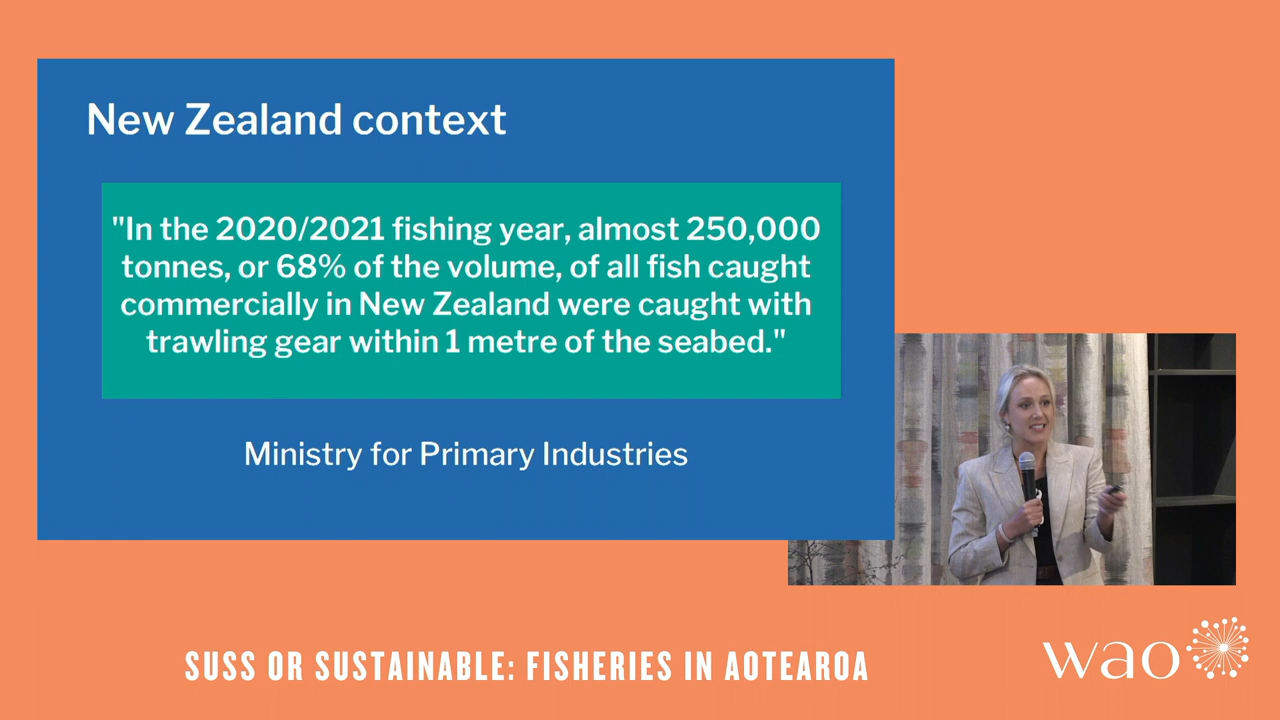 New Zealand context
"In the 2020/2021 fishing year, almost 250,000
tonnes, or 68% of the volume, of all fish caught
commercially in New Zealand were caught with
trawling gear within 1 metre of the seabed."
Ministry for Primary Industries
SUSS OR SUSTAINABLE: FISHERIES IN AOTEAROA
wao